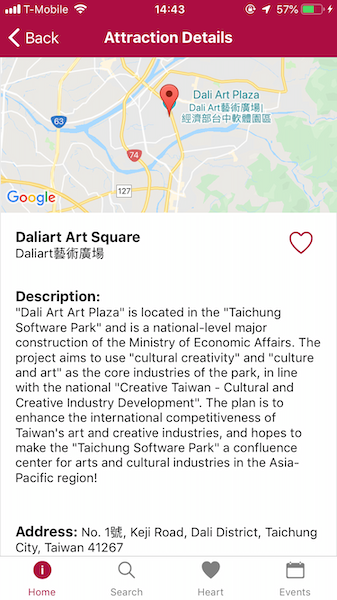 T-Mobile 14:43 57%
Back Attraction Details
Dali Art Plaza
Dali Art藝術廣場|
經濟部台中軟體園區
63
74
127
Google
Daliart Art Square
Daliart藝術廣場
Description:
"Dali Art Art Plaza" is located in the "Taichung
Software Park" and is a national-level major
construction of the Ministry of Economic Affairs. The
project aims to use "cultural creativity" and "culture
and art" as the core industries of the park, in line
with the national "Creative Taiwan - Cultural and
Creative Industry Development". The plan is to
enhance the international competitiveness of
Taiwan's art and creative industries, and hopes to
make the "Taichung Software Park" a confluence
center for arts and cultural industries in the Asia-
Pacific region!
Address: No. 1號, Keji Road, Dali District, Taichung
City, Taiwan 41267
Home Search Heart Events